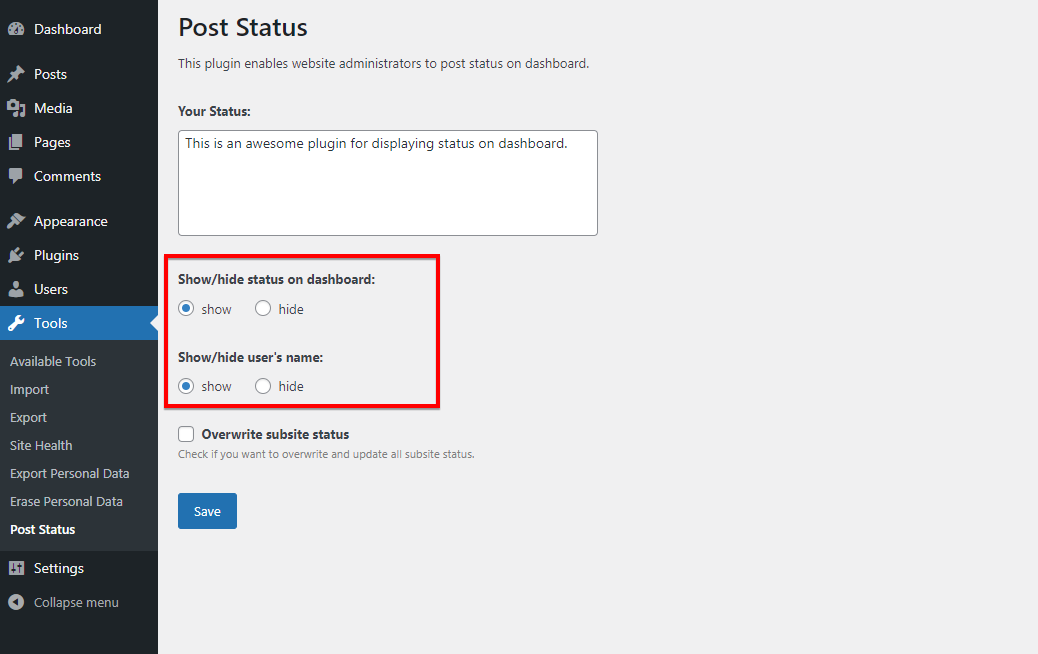 Dashboard
Posts
Media
Pages
Comments
Appearance
Plugins
Users
Tools
Available Tools
Import
Export
Site Health
Export Personal Data
Erase Personal Data
Post Status
Settings
Collapse menu
Post Status
This plugin enables website administrators to post status on dashboard.
Your Status:
This is an awesome plugin for displaying status on dashboard.
Show/hide status on dashboard:
show hide
Show/hide user's name:
show hide
Overwrite subsite status
Check if you want to overwrite and update all subsite status.
Save